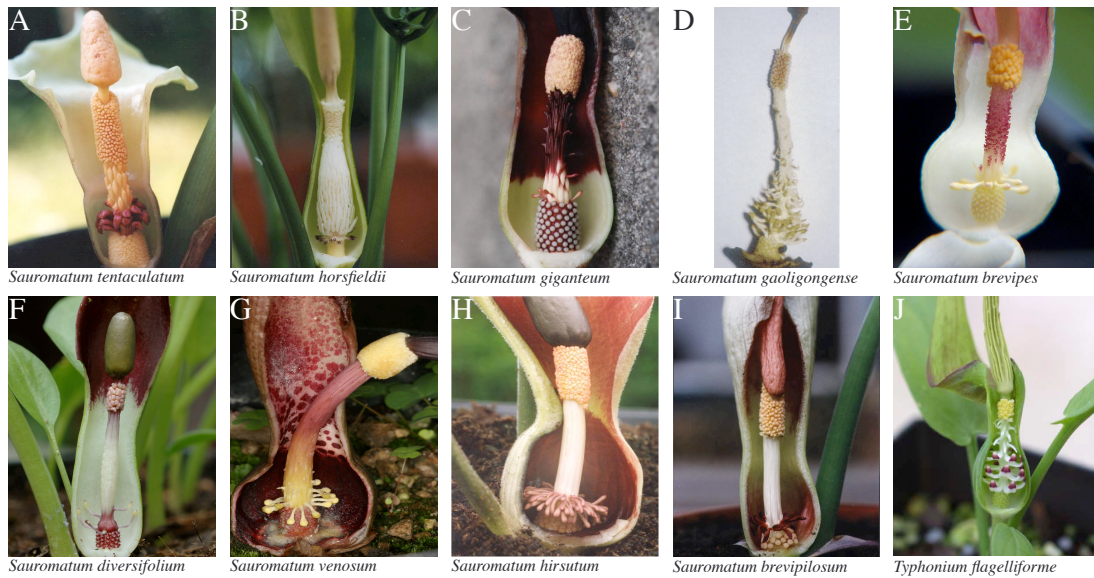 A
B
C
D
E
Sauromatum tentaculatum
Sauromatum horsfieldii
Sauromatum giganteum
Sauromatum gaoligongense
Sauromatum brevipes
F
G
H
I
J
Sauromatum diversifolium
Sauromatum venosum
Sauromatum hirsutum
Sauromatum brevipilosum
Typhonium flagelliforme